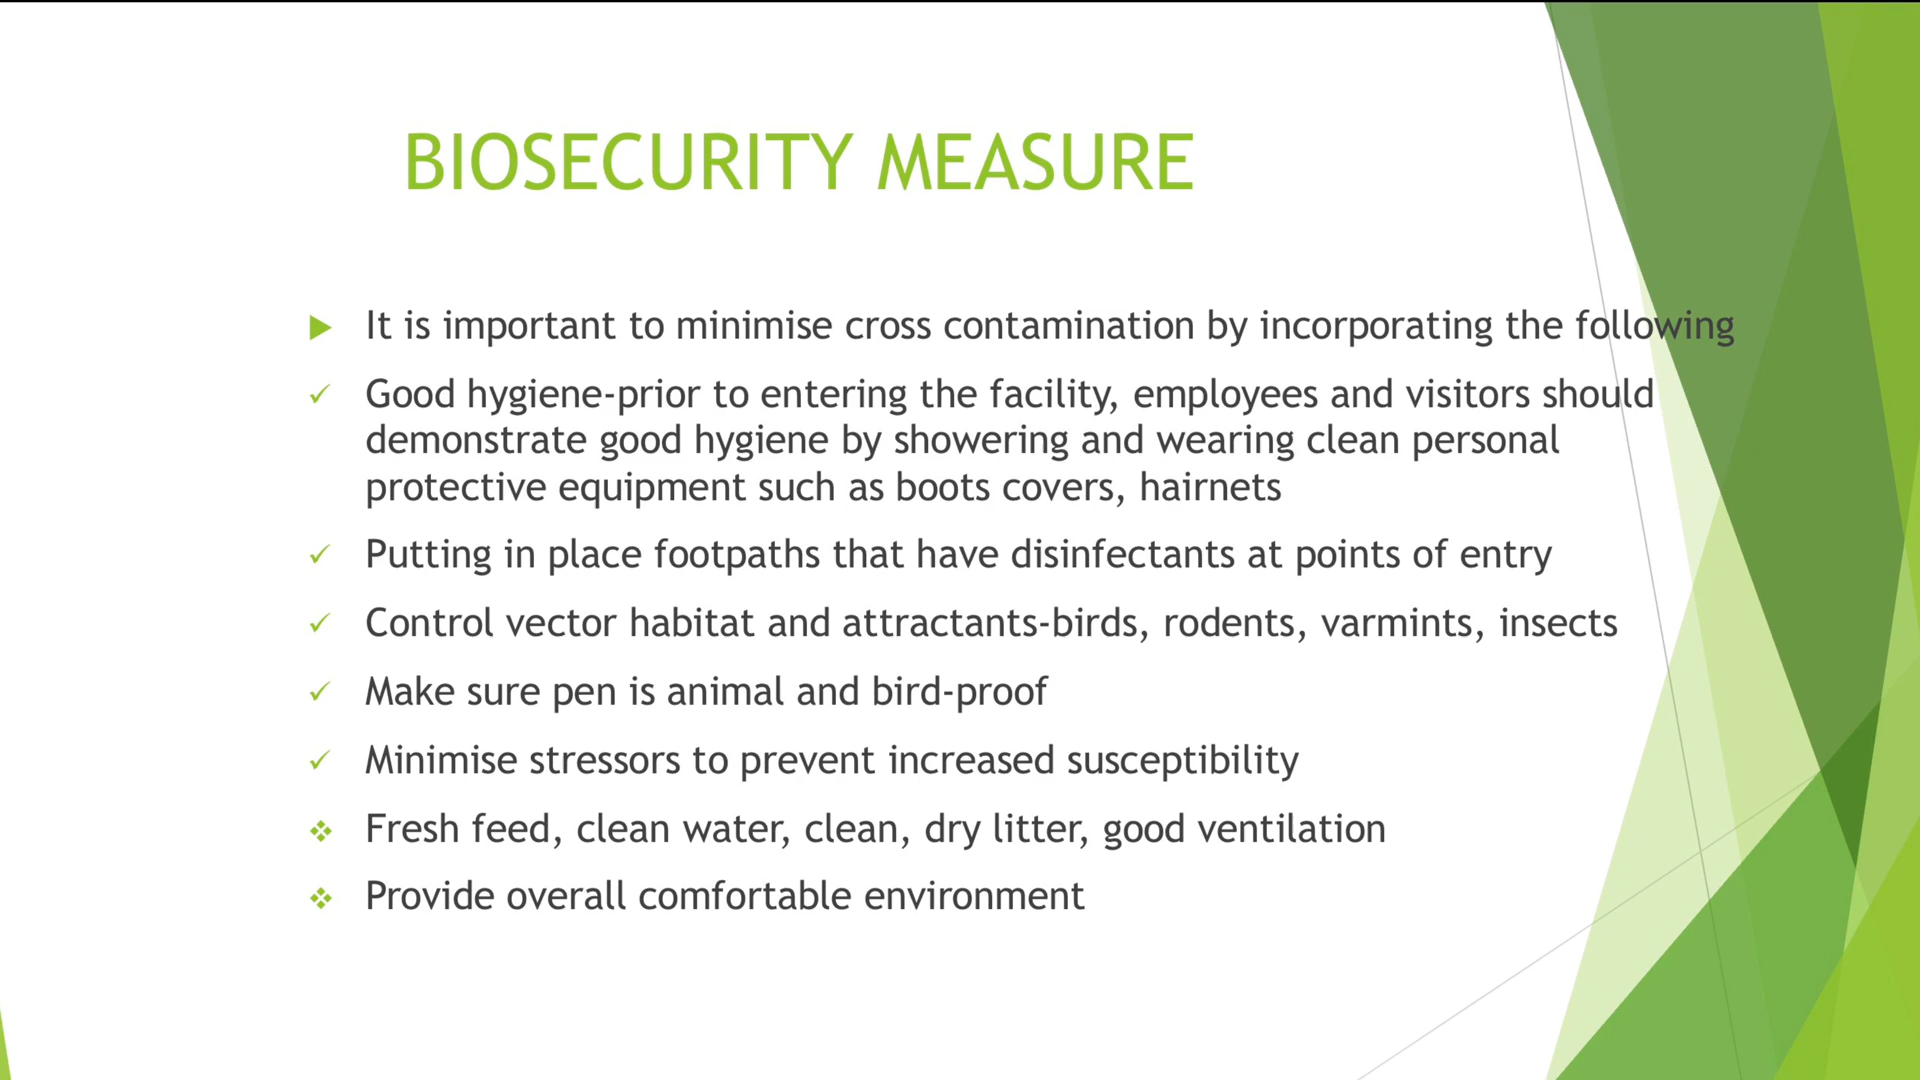 BIOSECURITY MEASURE
It is important to minimise cross contamination by incorporating the following
Good hygiene-prior to entering the facility, employees and visitors should
demonstrate good hygiene by showering and wearing clean personal
protective equipment such as boots covers, hairnets
Putting in place footpaths that have disinfectants at points of entry
Control vector habitat and attractants-birds, rodents, varmints, insects
Make sure pen is animal and bird-proof
Minimise stressors to prevent increased susceptibility
Fresh feed, clean water, clean, dry litter, good ventilation
Provide overall comfortable environment